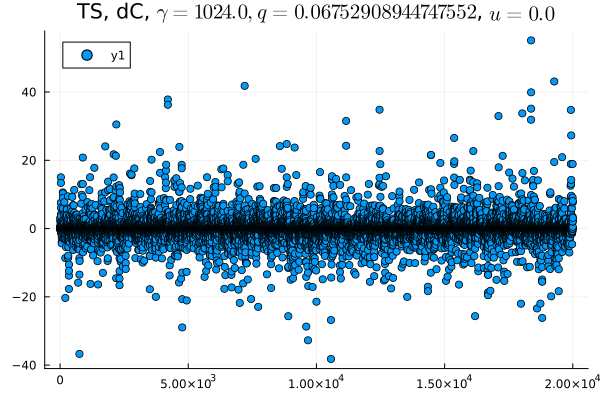 TS, dC, γ = 1024.0, q = 0.06752908944747552, u = 0.0
y1
40
20
0
−20
−40
0 5.00×10³ 1.00×10⁴ 1.50×10⁴ 2.00×10⁴